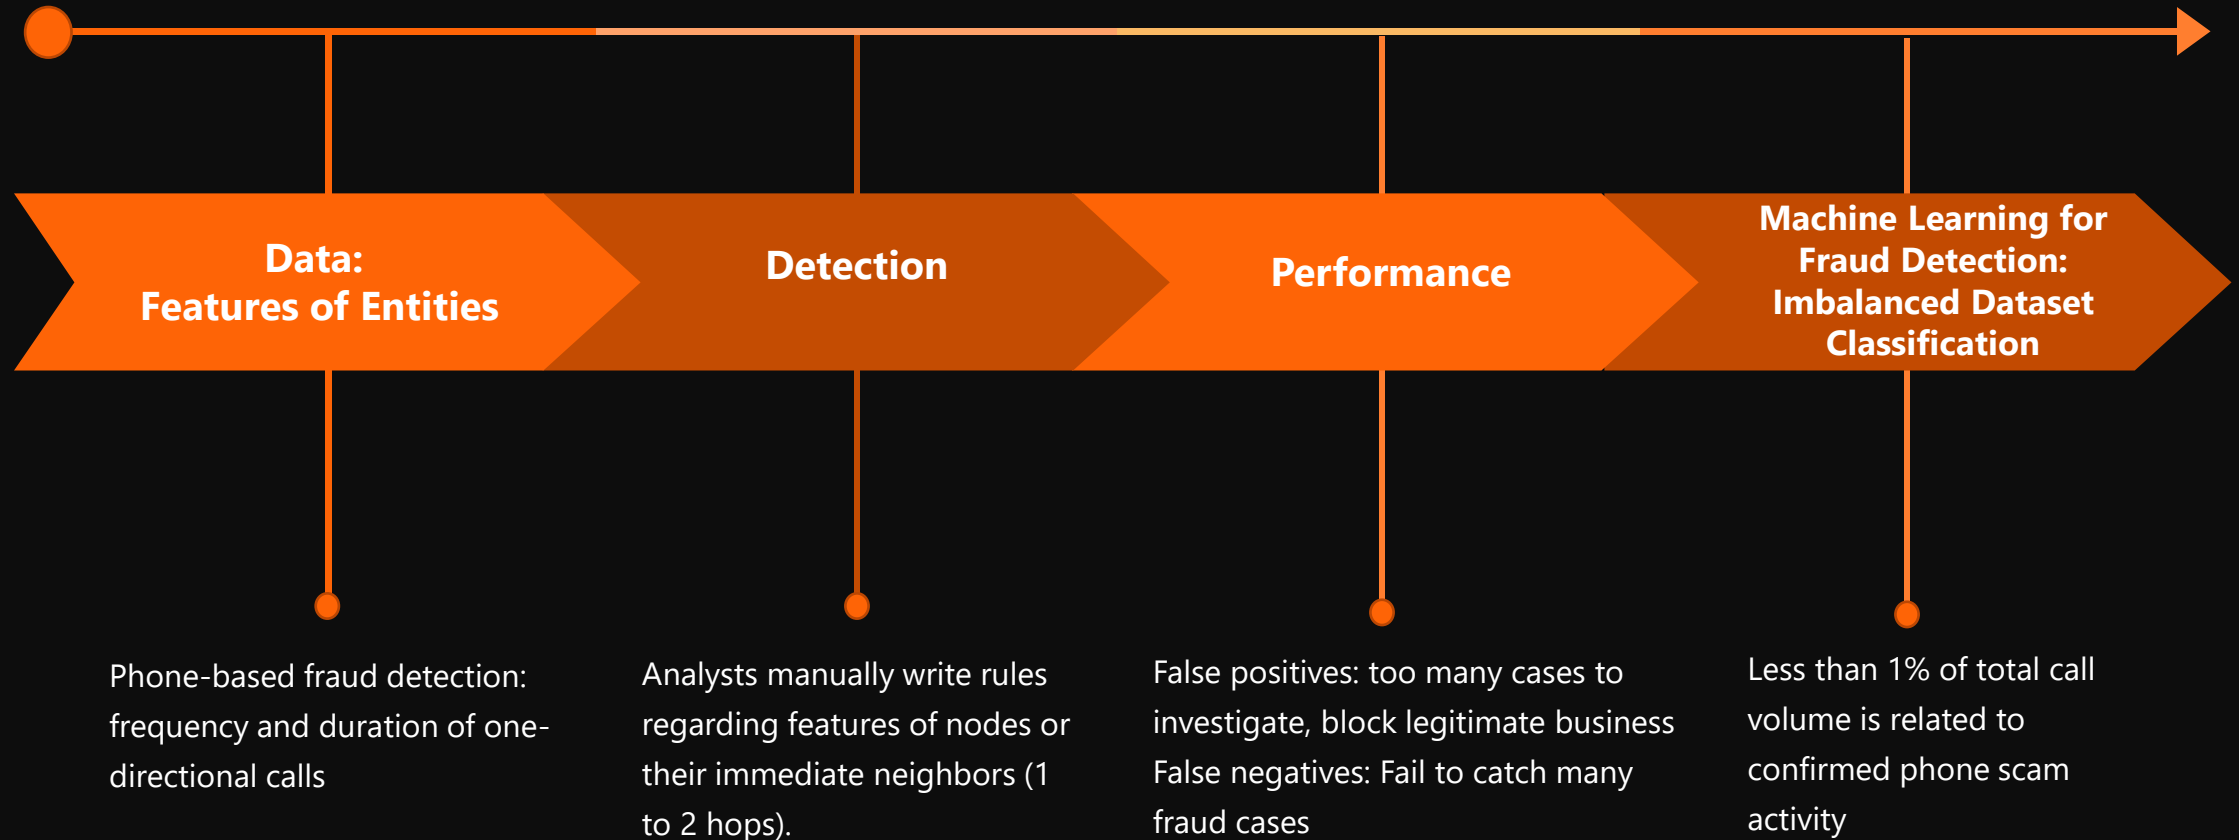 Data:
Features of Entities
Detection
Performance
Machine Learning for
Fraud Detection:
Imbalanced Dataset
Classification
Phone-based fraud detection:
frequency and duration of one-
directional calls
Analysts manually write rules
regarding features of nodes or
their immediate neighbors (1
to 2 hops).
False positives: too many cases to
investigate, block legitimate business
False negatives: Fail to catch many
fraud cases
Less than 1% of total call
volume is related to
confirmed phone scam
activity